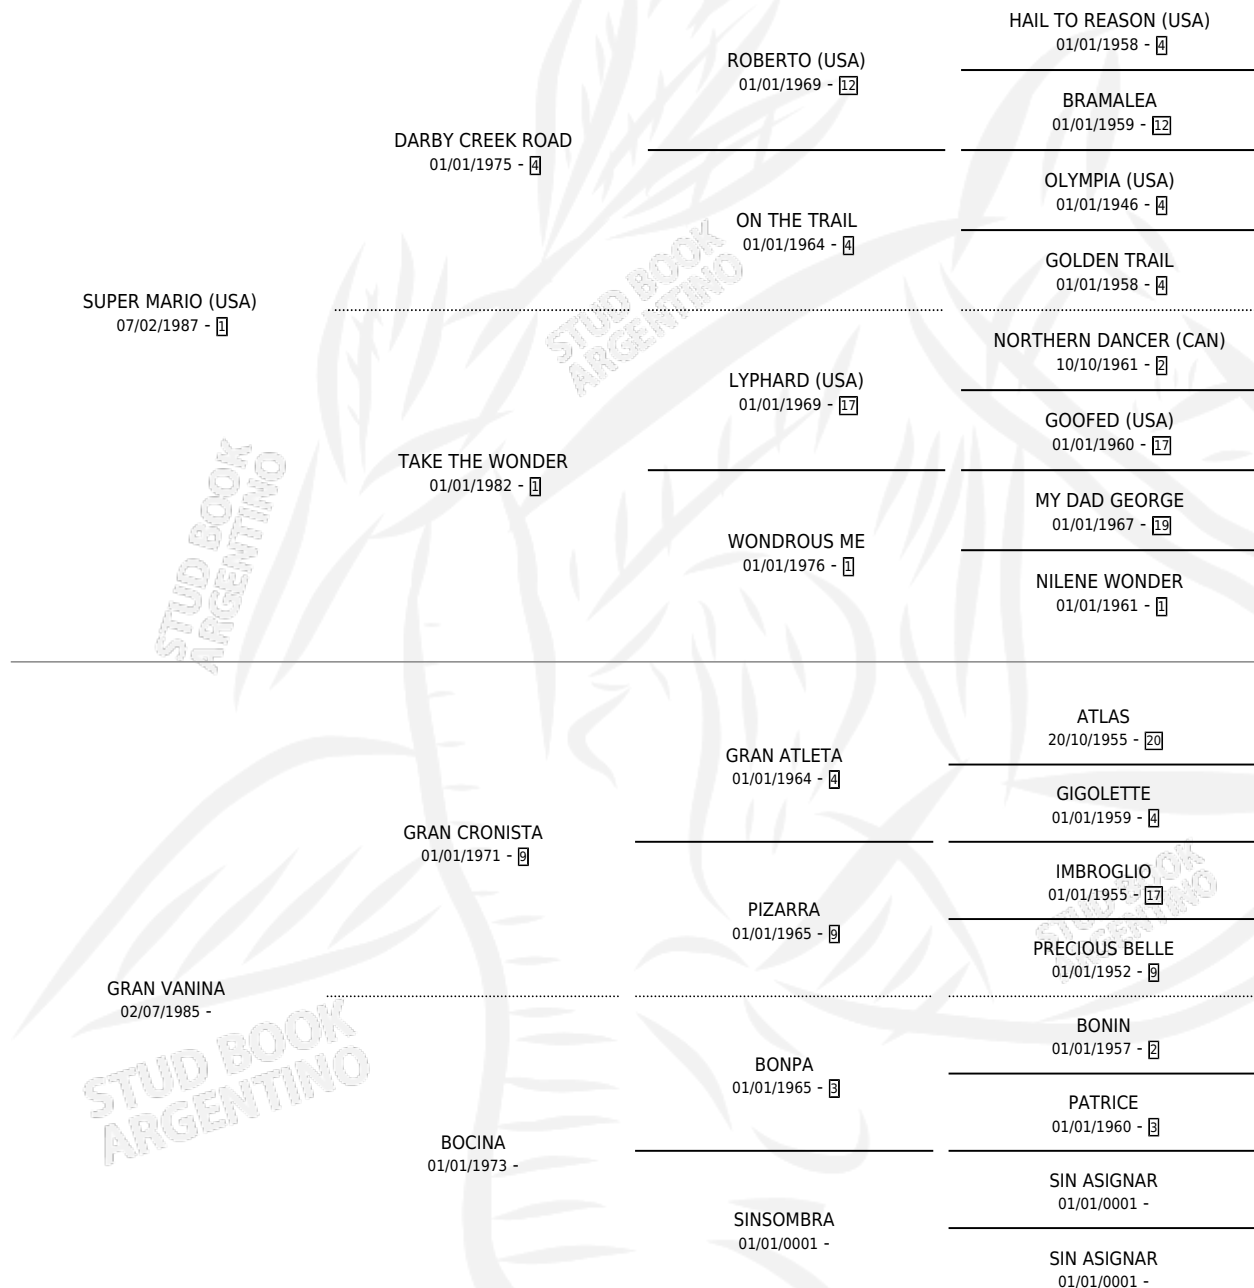 HAIL TO REASON (USA)
01/01/1958 - 4
ROBERTO (USA)
01/01/1969 - 12
BRAMALEA
01/01/1959 - 12
DARBY CREEK ROAD
01/01/1975 - 4
OLYMPIA (USA)
01/01/1946 - 4
ON THE TRAIL
01/01/1964 - 4
GOLDEN TRAIL
01/01/1958 - 4
SUPER MARIO (USA)
07/02/1987 - 1
STUD BOOK
ARGENTINO
NORTHERN DANCER (CAN)
10/10/1961 - 2
LYPHARD (USA)
01/01/1969 - 17
GOOFED (USA)
01/01/1960 - 17
TAKE THE WONDER
01/01/1982 - 1
MY DAD GEORGE
01/01/1967 - 19
WONDROUS ME
01/01/1976 - 1
NILENE WONDER
01/01/1961 - 1
STUD BOOK
ARGENTINO
ATLAS
20/10/1955 - 20
GRAN ATLETA
01/01/1964 - 4
GIGOLETTE
01/01/1959 - 4
GRAN CRONISTA
01/01/1971 - 9
IMBROGLIO
01/01/1955 - 17
PIZARRA
01/01/1965 - 9
PRECIOUS BELLE
01/01/1952 - 9
STUD BOOK
ARGENTINO
GRAN VANINA
02/07/1985 -
BONIN
01/01/1957 - 2
BONPA
01/01/1965 - 3
PATRICE
01/01/1960 - 3
STUD BOOK
ARGENTINO
BOCINA
01/01/1973 -
SIN ASIGNAR
01/01/0001 -
SINSOMBRA
01/01/0001 -
SIN ASIGNAR
01/01/0001 -